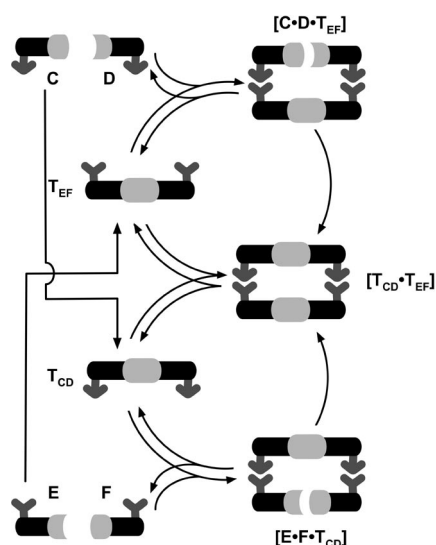 [C•D•T_EF]
C D
T_EF
[T_CD•T_EF]
T_CD
E F
[E•F•T_CD]